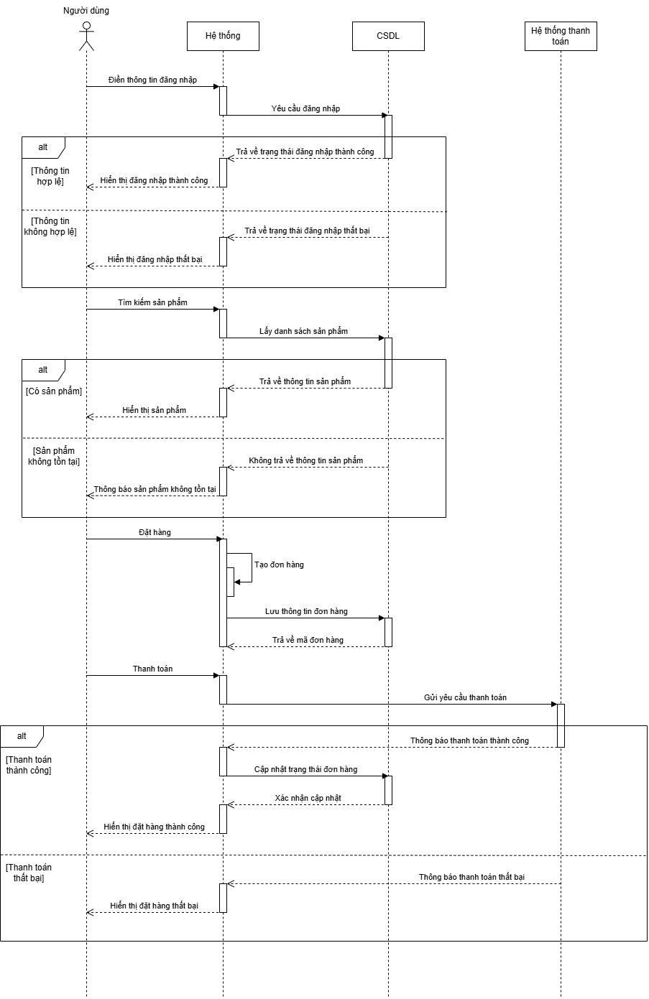 Người dùng
Hệ thống
CSDL
Hệ thống thanh
toán
Điền thông tin đăng nhập
Yêu cầu đăng nhập
alt
Trả về trạng thái đăng nhập thành công
[Thông tin
hợp lệ]
Hiển thị đăng nhập thành công
[Thông tin
không hợp lệ]
Trả về trạng thái đăng nhập thất bại
Hiển thị đăng nhập thất bại
Tìm kiếm sản phẩm
Lấy danh sách sản phẩm
alt
Trả về thông tin sản phẩm
[Có sản phẩm]
Hiển thị sản phẩm
[Sản phẩm
không tồn tại]
Không trả về thông tin sản phẩm
Thông báo sản phẩm không tồn tại
Đặt hàng
Tạo đơn hàng
Lưu thông tin đơn hàng
Trả về mã đơn hàng
Thanh toán
Gửi yêu cầu thanh toán
alt
Thông báo thanh toán thành công
[Thanh toán
thành công]
Cập nhật trạng thái đơn hàng
Xác nhận cập nhật
Hiển thị đặt hàng thành công
[Thanh toán
thất bại]
Thông báo thanh toán thất bại
Hiển thị đặt hàng thất bại